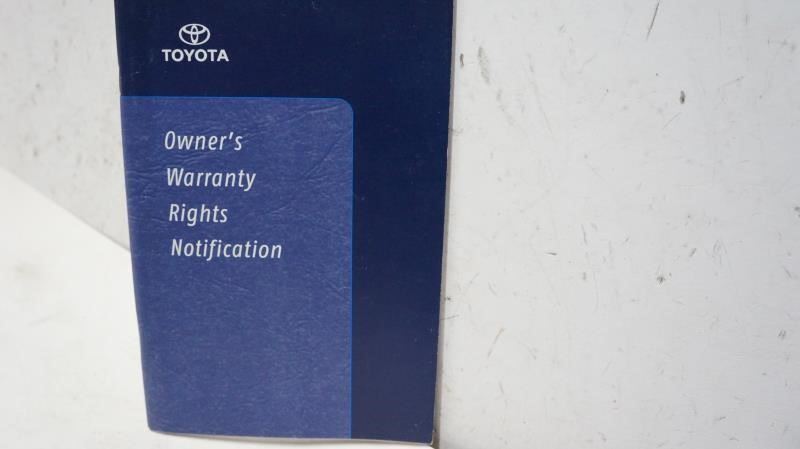 TOYOTA
Owner's
Warranty
Rights
Notification